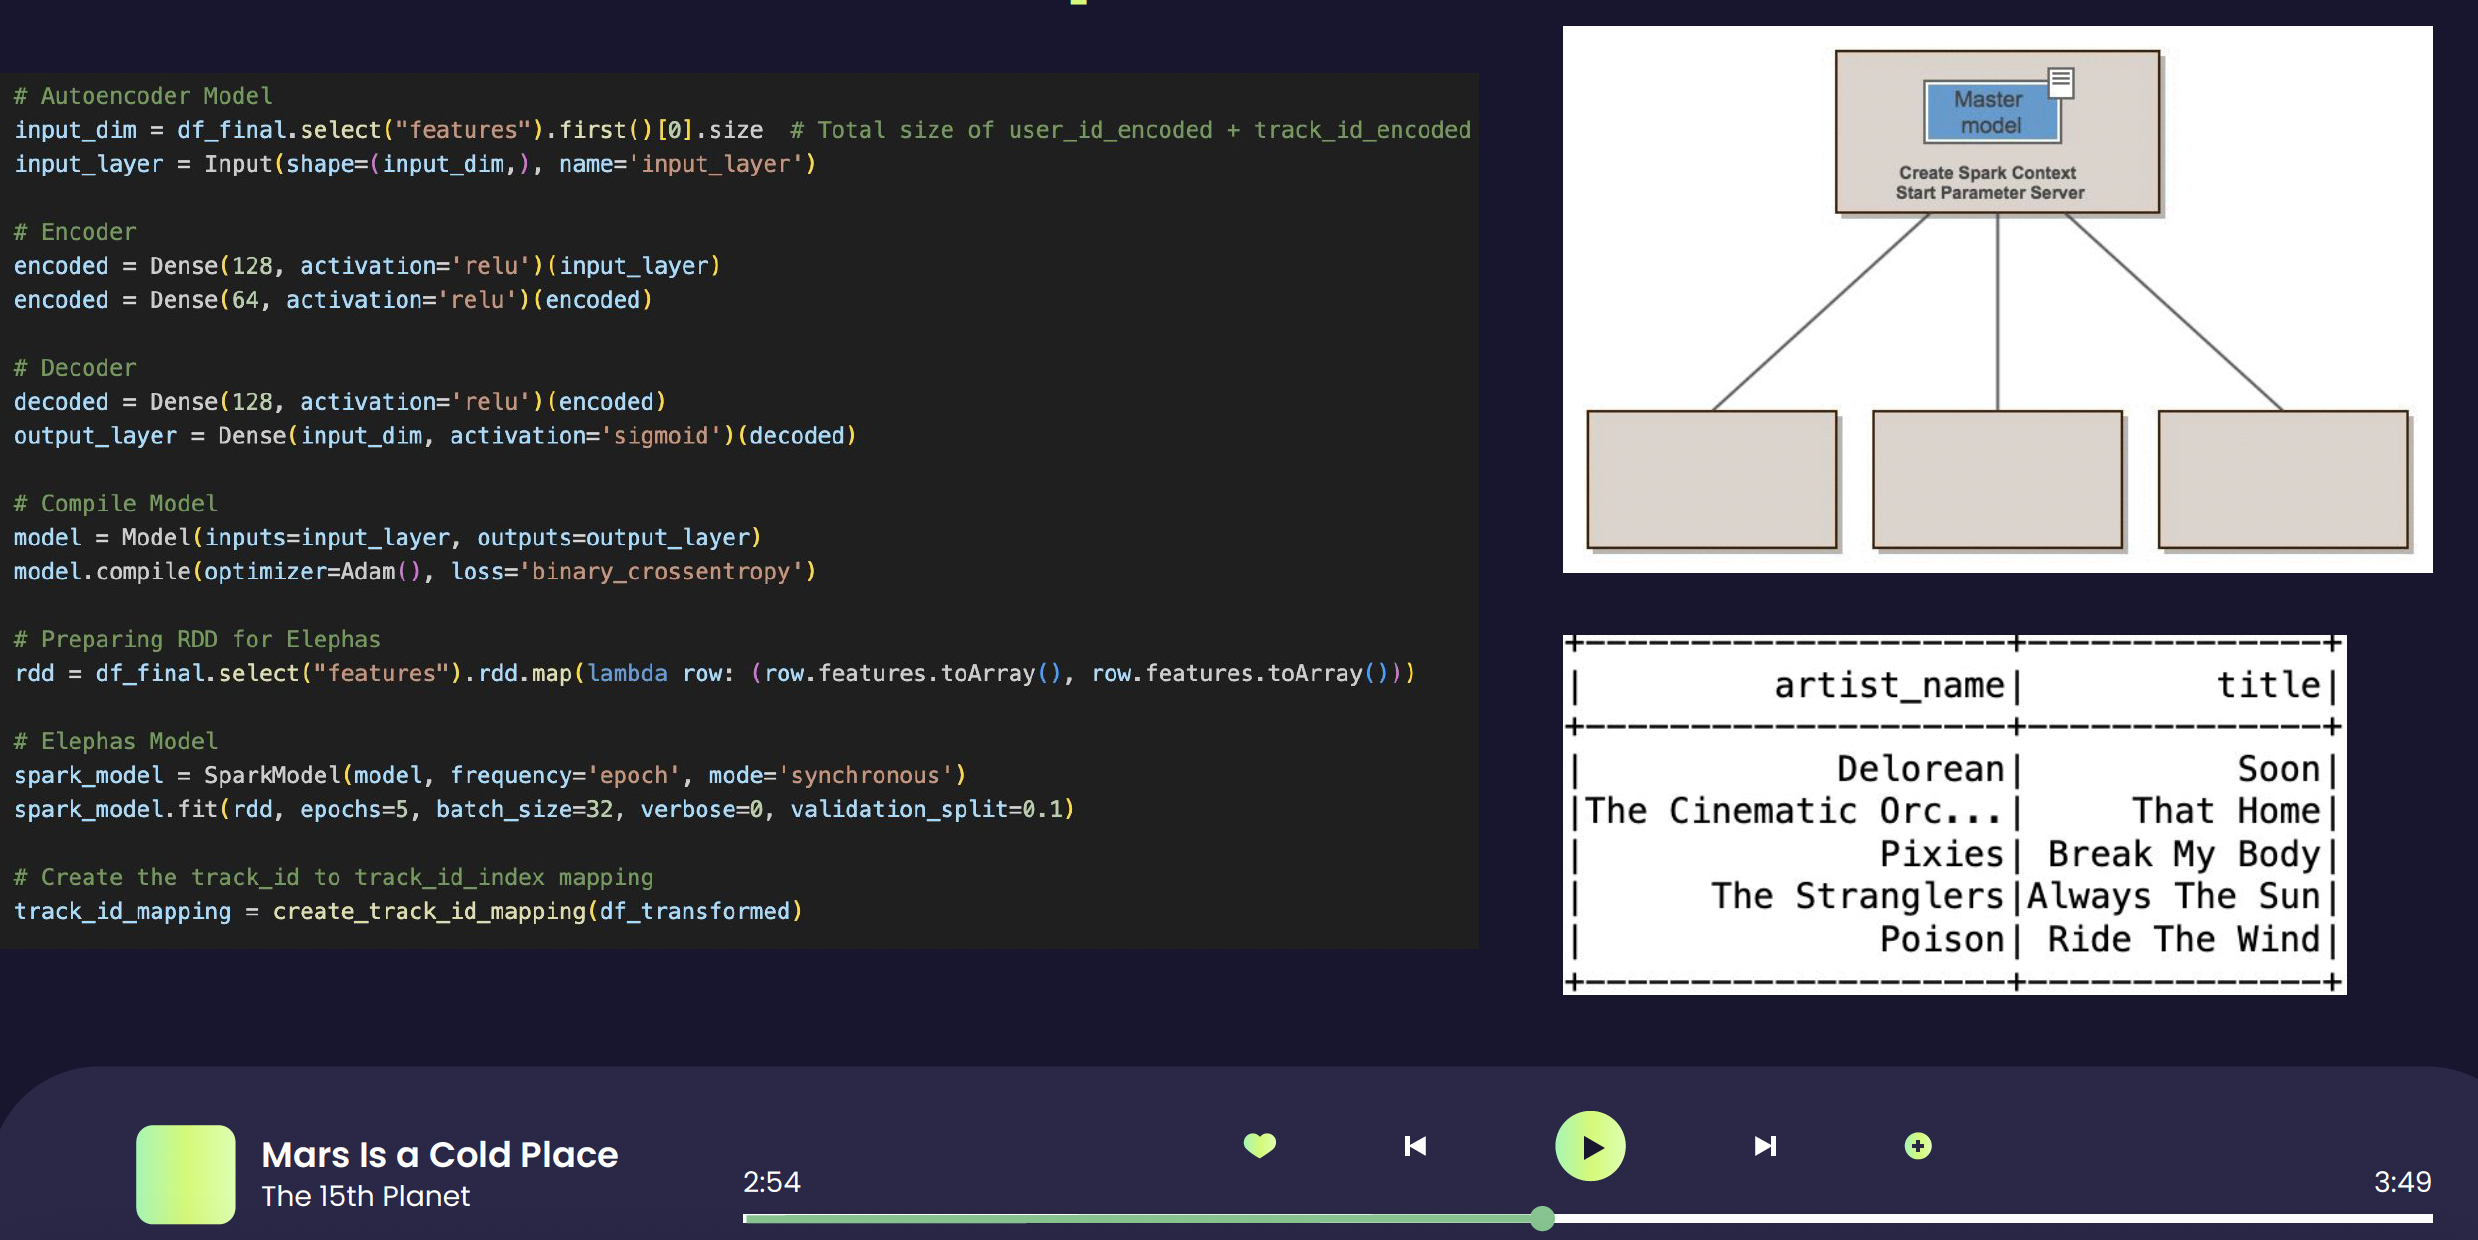 # Autoencoder Model
input_dim = df_final.select("features").first()[0].size  # Total size of user_id_encoded + track_id_encoded
input_layer = Input(shape=(input_dim,), name='input_layer')
# Encoder
encoded = Dense(128, activation='relu')(input_layer)
encoded = Dense(64, activation='relu')(encoded)
# Decoder
decoded = Dense(128, activation='relu')(encoded)
output_layer = Dense(input_dim, activation='sigmoid')(decoded)
# Compile Model
model = Model(inputs=input_layer, outputs=output_layer)
model.compile(optimizer=Adam(), loss='binary_crossentropy')
# Preparing RDD for Elephas
rdd = df_final.select("features").rdd.map(lambda row: (row.features.toArray(), row.features.toArray()))
# Elephas Model
spark_model = SparkModel(model, frequency='epoch', mode='synchronous')
spark_model.fit(rdd, epochs=5, batch_size=32, verbose=0, validation_split=0.1)
# Create the track_id to track_id_index mapping
track_id_mapping = create_track_id_mapping(df_transformed)
Master
model
Create Spark Context
Start Parameter Server
+--------------------+--------------+
|         artist_name|         title|
+--------------------+--------------+
|            Delorean|          Soon|
|The Cinematic Orc...|     That Home|
|              Pixies| Break My Body|
|      The Stranglers|Always The Sun|
|              Poison| Ride The Wind|
+--------------------+--------------+
Mars Is a Cold Place
The 15th Planet
2:54
3:49